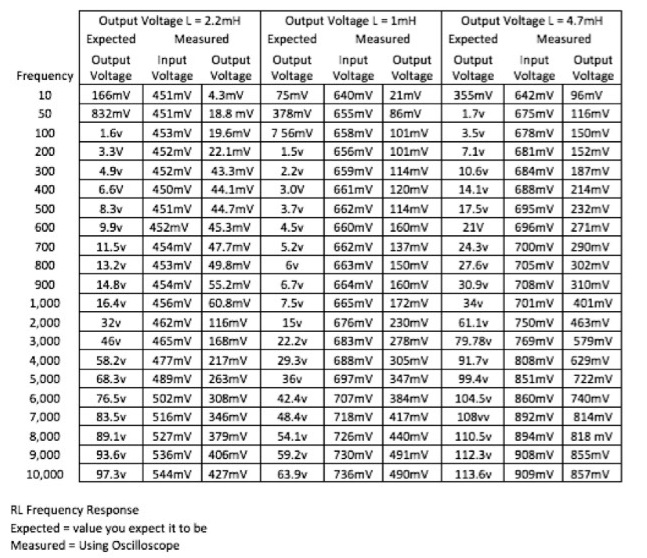 Output Voltage L = 2.2mH Output Voltage L = 1mH Output Voltage L = 4.7mH
Expected Measured Expected Measured Expected Measured
Output Input Output Output Input Output Output Input Output
Frequency Voltage Voltage Voltage Voltage Voltage Voltage Voltage Voltage Voltage
10 166mV 451mV 4.3mV 75mV 640mV 21mV 355mV 642mV 96mV
50 832mV 451mV 18.8 mV 378mV 655mV 86mV 1.7v 675mV 116mV
100 1.6v 453mV 19.6mV 7 56mV 658mV 101mV 3.5v 678mV 150mV
200 3.3V 452mV 22.1mV 1.5v 656mV 101mV 7.1v 681mV 152mV
300 4.9v 452mV 43.3mV 2.2v 659mV 114mV 10.6v 684mV 187mV
400 6.6V 450mV 44.1mV 3.0V 661mV 120mV 14.1v 688mV 214mV
500 8.3v 451mV 44.7mV 3.7v 662mV 114mV 17.5v 695mV 232mV
600 9.9v 452mV 45.3mV 4.5v 660mV 160mV 21V 696mV 271mV
700 11.5v 454mV 47.7mV 5.2v 662mV 137mV 24.3v 700mV 290mV
800 13.2v 453mV 49.8mV 6v 663mV 150mV 27.6v 705mV 302mV
900 14.8v 454mV 55.2mV 6.7v 664mV 160mV 30.9v 708mV 310mV
1,000 16.4v 456mV 60.8mV 7.5v 665mV 172mV 34v 701mV 401mV
2,000 32v 462mV 116mV 15v 676mV 230mV 61.1v 750mV 463mV
3,000 46v 465mV 168mV 22.2v 683mV 278mV 79.78v 769mV 579mV
4,000 58.2v 477mV 217mV 29.3v 688mV 305mV 91.7v 808mV 629mV
5,000 68.3v 489mV 263mV 36v 697mV 347mV 99.4v 851mV 722mV
6,000 76.5v 502mV 308mV 42.4v 707mV 384mV 104.5v 860mV 740mV
7,000 83.5v 516mV 346mV 48.4v 718mV 417mV 108vv 892mV 814mV
8,000 89.1v 527mV 379mV 54.1v 726mV 440mV 110.5v 894mV 818 mV
9,000 93.6v 536mV 406mV 59.2v 730mV 491mV 112.3v 908mV 855mV
10,000 97.3v 544mV 427mV 63.9v 736mV 490mV 113.6v 909mV 857mV
RL Frequency Response
Expected = value you expect it to be
Measured = Using Oscilloscope